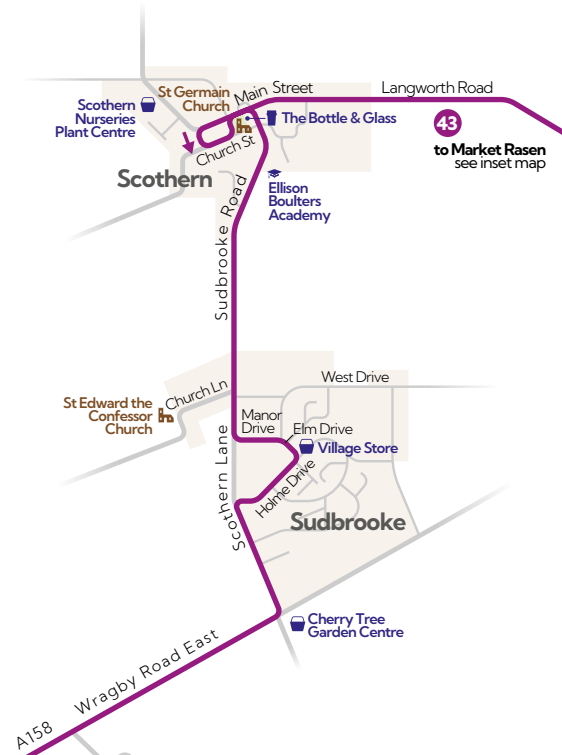 St Germain
Church
Main Street
Langworth Road
Scothern
Nurseries
Plant Centre
The Bottle & Glass
43
to Market Rasen
see inset map
Church St
Scothern
Ellison
Boulters
Academy
Sudbrooke Road
West Drive
Church Ln
St Edward the
Confessor
Church
Manor
Drive
Elm Drive
Village Store
Scothern Lane
Holme Drive
Sudbrooke
Cherry Tree
Garden Centre
A158 Wragby Road East